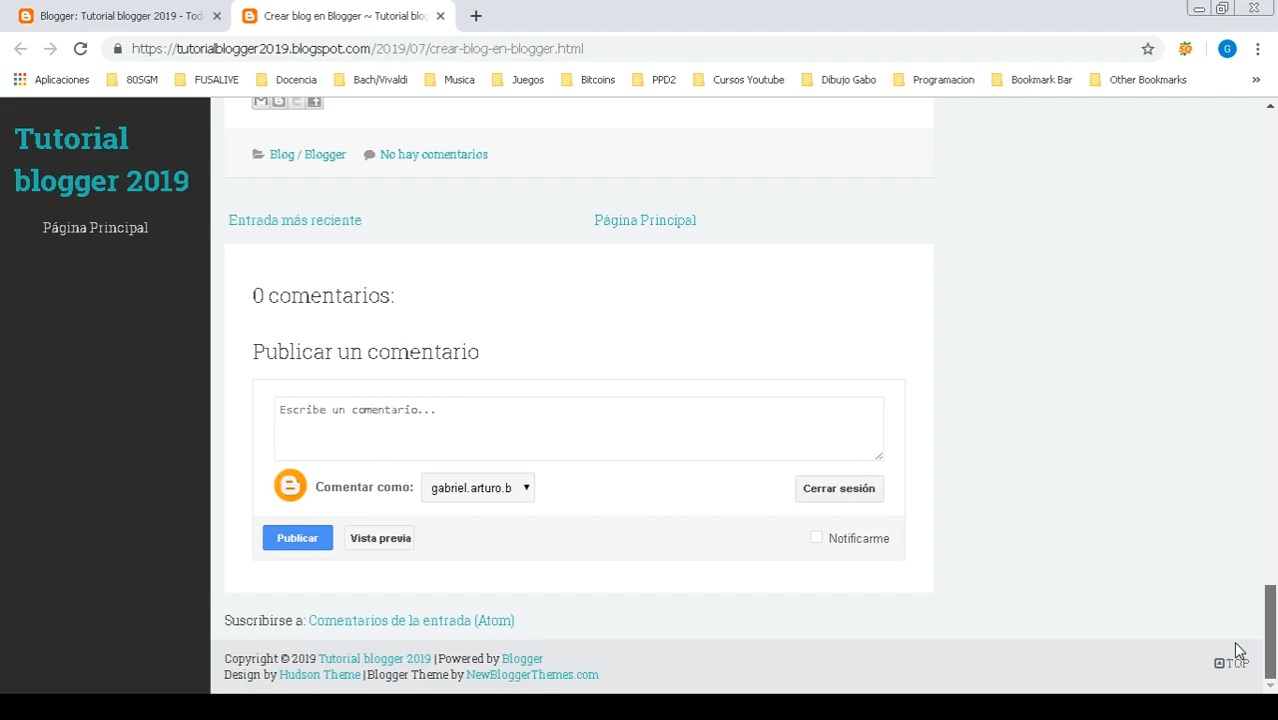 Blogger: Tutorial blogger 2019 - Tod
Crear blog en Blogger ~ Tutorial blo
https://tutorialblogger2019.blogspot.com/2019/07/crear-blog-en-blogger.html
G
Aplicaciones 80SGM FUSALIVE Docencia Bach/Vivaldi Musica Juegos Bitcoins PPD2 Cursos Youtube Dibujo Gabo Programacion Bookmark Bar Other Bookmarks »
Tutorial
blogger 2019
Página Principal
Blog / Blogger No hay comentarios
Entrada más reciente Página Principal
0 comentarios:
Publicar un comentario
Escribe un comentario...
Comentar como: gabriel.arturo.b Cerrar sesión
Publicar Vista previa Notificarme
Suscribirse a: Comentarios de la entrada (Atom)
Copyright © 2019 Tutorial blogger 2019 | Powered by Blogger
Design by Hudson Theme | Blogger Theme by NewBloggerThemes.com
TOP